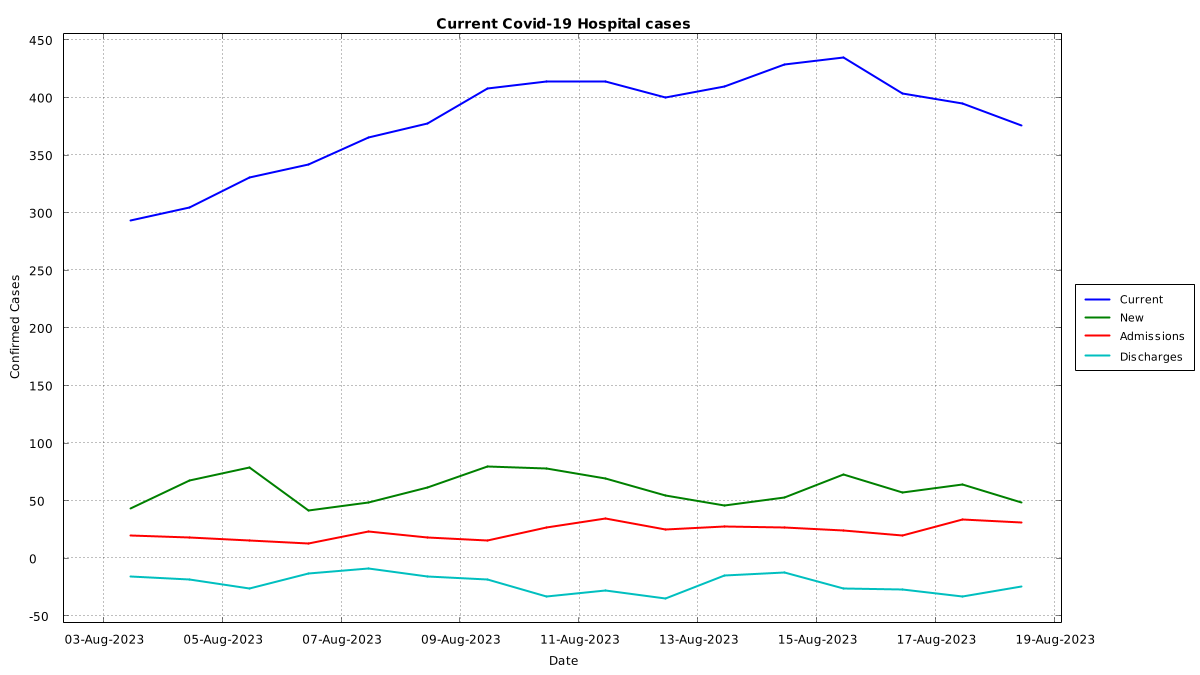 Current Covid-19 Hospital cases
450
400
350
300
250
200
150
100
50
0
-50
Confirmed Cases
03-Aug-2023 05-Aug-2023 07-Aug-2023 09-Aug-2023 11-Aug-2023 13-Aug-2023 15-Aug-2023 17-Aug-2023 19-Aug-2023
Date
Current
New
Admissions
Discharges